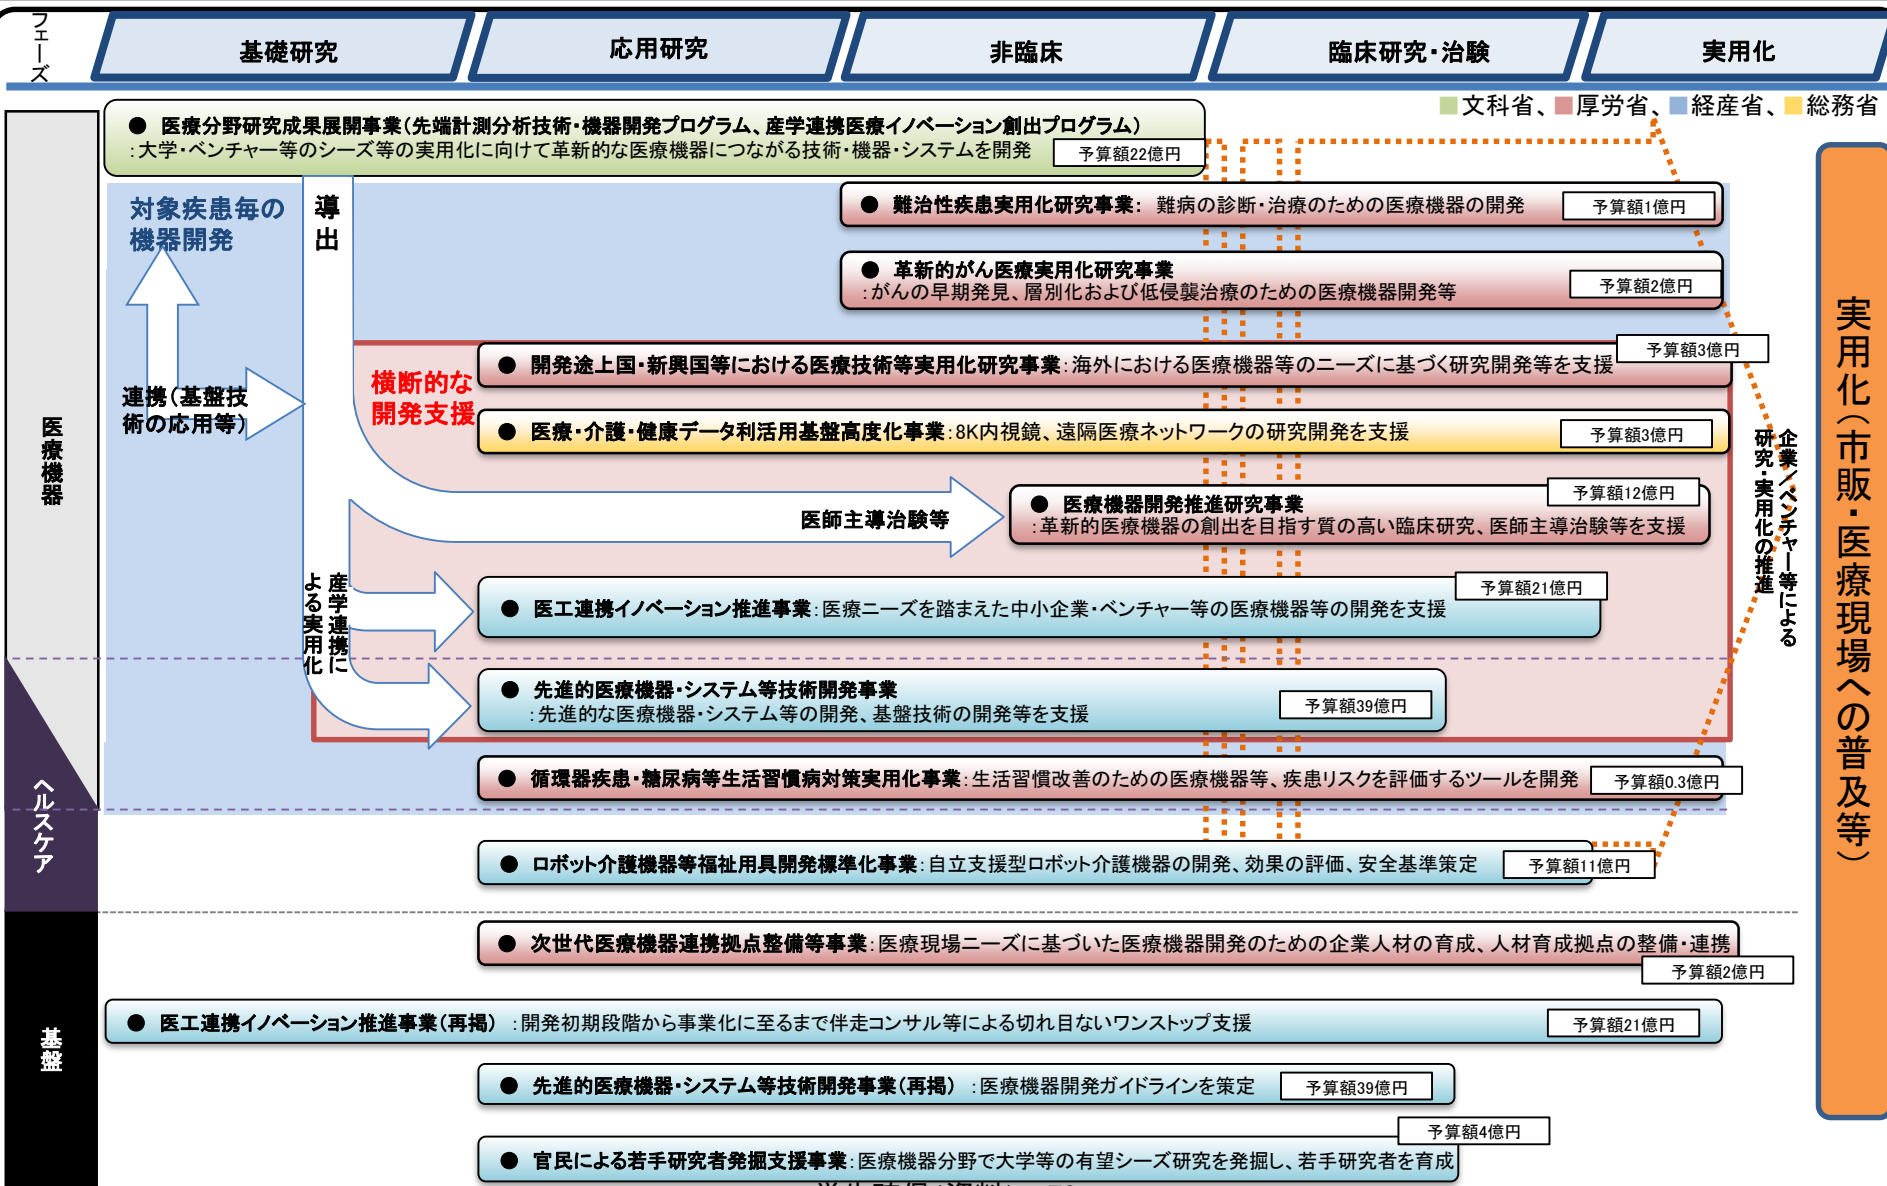 フェーズ
基礎研究
応用研究
非臨床
臨床研究・治験
実用化
■文科省、■厚労省、■経産省、■総務省
● 医療分野研究成果展開事業(先端計測分析技術・機器開発プログラム、産学連携医療イノベーション創出プログラム)
:大学・ベンチャー等のシーズ等の実用化に向けて革新的な医療機器につながる技術・機器・システムを開発
予算額22億円
対象疾患毎の
機器開発
導出
● 難治性疾患実用化研究事業: 難病の診断・治療のための医療機器の開発
予算額1億円
● 革新的がん医療実用化研究事業
:がんの早期発見、層別化および低侵襲治療のための医療機器開発等
予算額2億円
医療機器
連携(基盤技
術の応用等)
横断的な
開発支援
● 開発途上国・新興国等における医療技術等実用化研究事業:海外における医療機器等のニーズに基づく研究開発等を支援
予算額3億円
● 医療・介護・健康データ利活用基盤高度化事業:8K内視鏡、遠隔医療ネットワークの研究開発を支援
予算額3億円
医師主導治験等
● 医療機器開発推進研究事業
:革新的医療機器の創出を目指す質の高い臨床研究、医師主導治験等を支援
予算額12億円
産学連携に
よる実用化
● 医工連携イノベーション推進事業:医療ニーズを踏まえた中小企業・ベンチャー等の医療機器等の開発を支援
予算額21億円
● 先進的医療機器・システム等技術開発事業
:先進的な医療機器・システム等の開発、基盤技術の開発等を支援
予算額39億円
企業/ベンチャー等による
研究・実用化の推進
実用化(市販・医療現場への普及等)
ヘルスケア
● 循環器疾患・糖尿病等生活習慣病対策実用化事業:生活習慣改善のための医療機器等、疾患リスクを評価するツールを開発
予算額0.3億円
● ロボット介護機器等福祉用具開発標準化事業:自立支援型ロボット介護機器の開発、効果の評価、安全基準策定
予算額11億円
基盤
● 次世代医療機器連携拠点整備等事業:医療現場ニーズに基づいた医療機器開発のための企業人材の育成、人材育成拠点の整備・連携
予算額2億円
● 医工連携イノベーション推進事業(再掲) :開発初期段階から事業化に至るまで伴走コンサル等による切れ目ないワンストップ支援
予算額21億円
● 先進的医療機器・システム等技術開発事業(再掲) :医療機器開発ガイドラインを策定
予算額39億円
● 官民による若手研究者発掘支援事業:医療機器分野で大学等の有望シーズ研究を発掘し、若手研究者を育成
予算額4億円